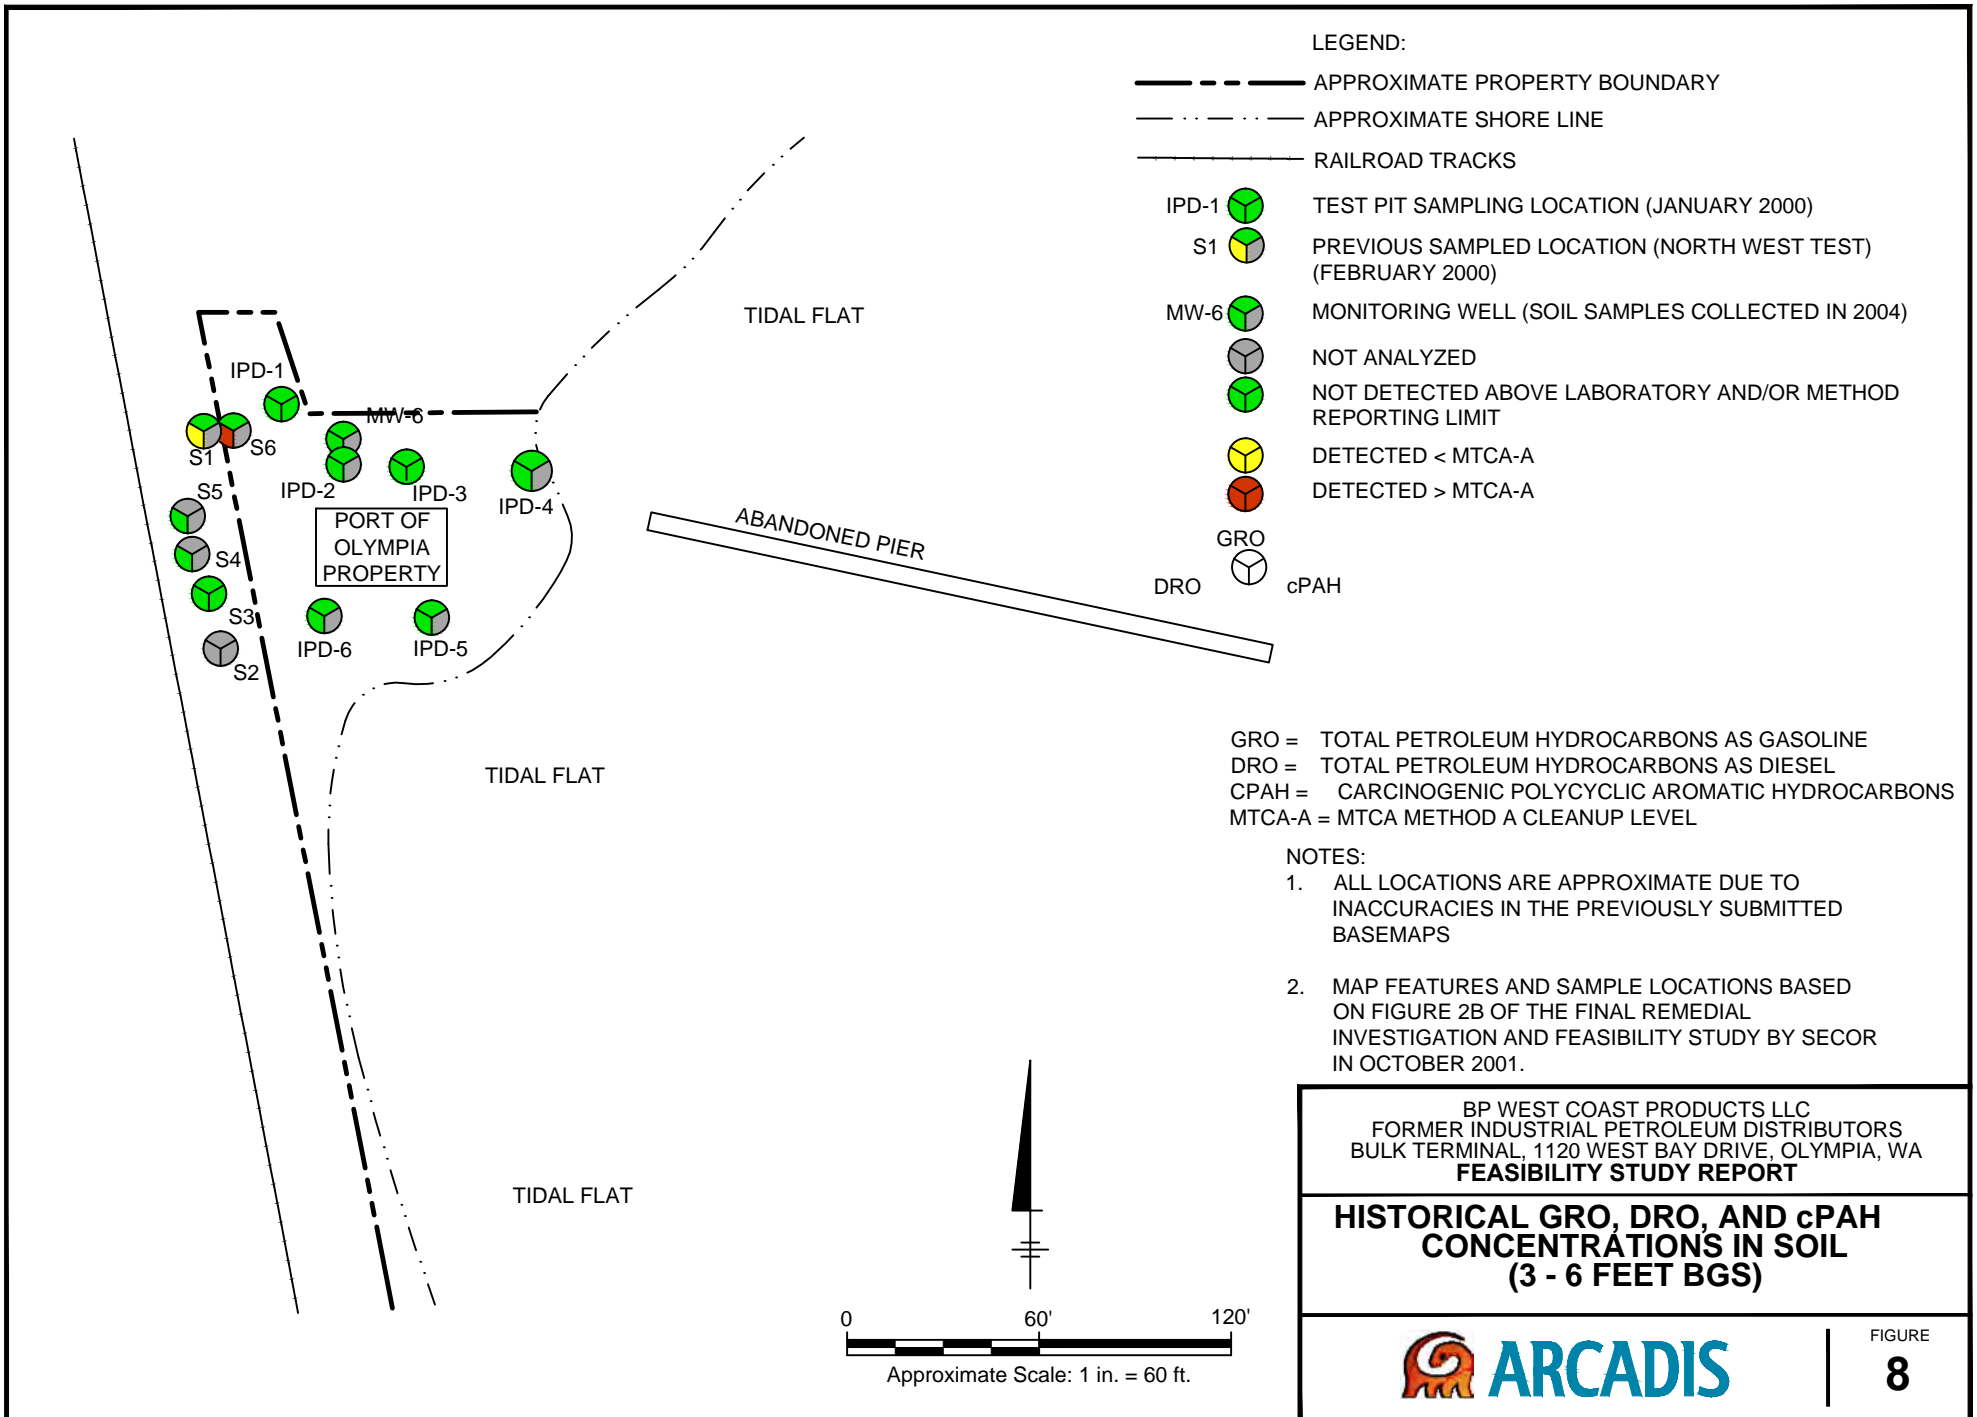 LEGEND:
APPROXIMATE PROPERTY BOUNDARY
APPROXIMATE SHORE LINE
RAILROAD TRACKS
IPD-1 TEST PIT SAMPLING LOCATION (JANUARY 2000)
S1 PREVIOUS SAMPLED LOCATION (NORTH WEST TEST)
(FEBRUARY 2000)
MW-6 MONITORING WELL (SOIL SAMPLES COLLECTED IN 2004)
NOT ANALYZED
NOT DETECTED ABOVE LABORATORY AND/OR METHOD
REPORTING LIMIT
DETECTED < MTCA-A
DETECTED > MTCA-A
GRO
DRO
cPAH
TIDAL FLAT
IPD-1
MW-6
S1
S6
IPD-2
IPD-3
IPD-4
S5
S4
S3
S2
PORT OF
OLYMPIA
PROPERTY
IPD-6
IPD-5
ABANDONED PIER
TIDAL FLAT
TIDAL FLAT
GRO = TOTAL PETROLEUM HYDROCARBONS AS GASOLINE
DRO = TOTAL PETROLEUM HYDROCARBONS AS DIESEL
CPAH = CARCINOGENIC POLYCYCLIC AROMATIC HYDROCARBONS
MTCA-A = MTCA METHOD A CLEANUP LEVEL
NOTES:
1. ALL LOCATIONS ARE APPROXIMATE DUE TO
INACCURACIES IN THE PREVIOUSLY SUBMITTED
BASEMAPS
2. MAP FEATURES AND SAMPLE LOCATIONS BASED
ON FIGURE 2B OF THE FINAL REMEDIAL
INVESTIGATION AND FEASIBILITY STUDY BY SECOR
IN OCTOBER 2001.
0 60' 120'
Approximate Scale: 1 in. = 60 ft.
BP WEST COAST PRODUCTS LLC
FORMER INDUSTRIAL PETROLEUM DISTRIBUTORS
BULK TERMINAL, 1120 WEST BAY DRIVE, OLYMPIA, WA
FEASIBILITY STUDY REPORT
HISTORICAL GRO, DRO, AND cPAH
CONCENTRATIONS IN SOIL
(3 - 6 FEET BGS)
ARCADIS
FIGURE
8